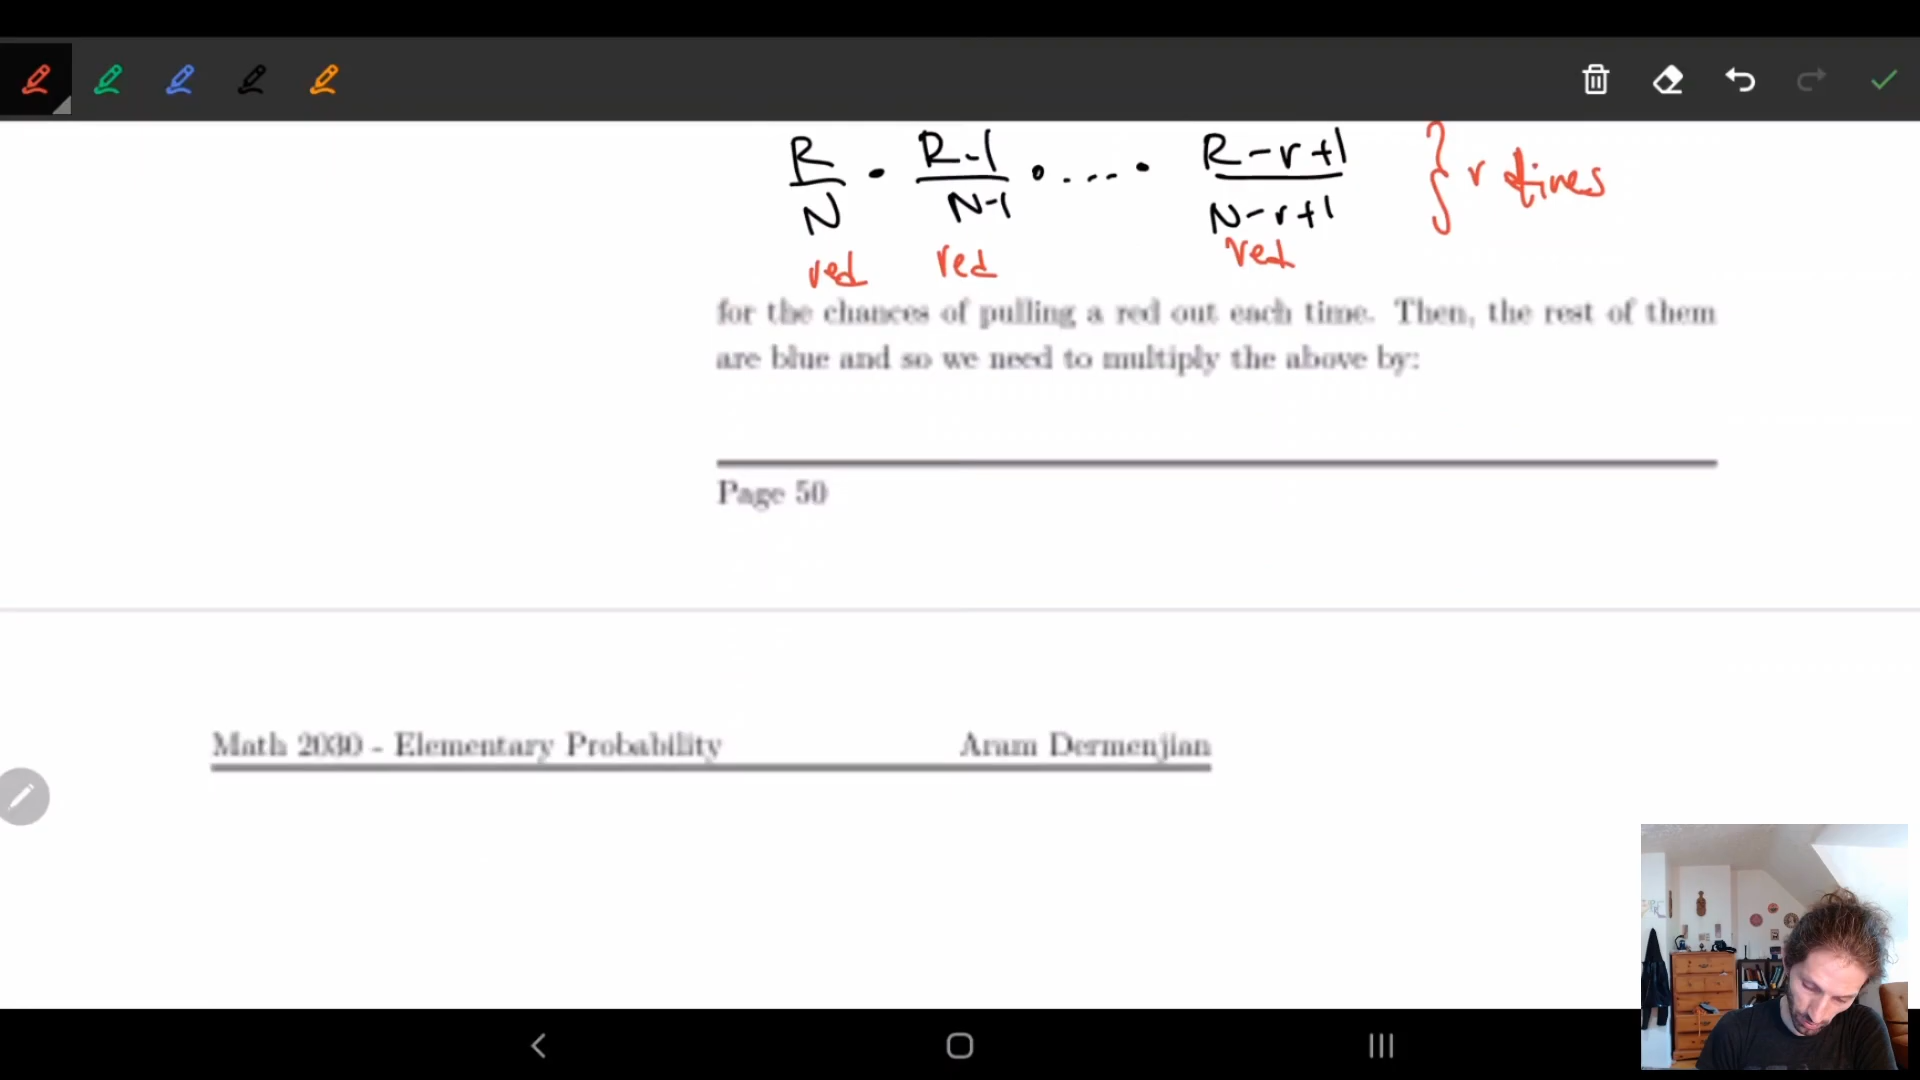 R/N · R-1/N-1 · .... · R-r+1/N-r+1 } r times
red red red
for the chances of pulling a red out each time. Then, the rest of them
are blue and so we need to multiply the above by:
Page 50
Math 2030 - Elementary Probability Aram Dermenjian